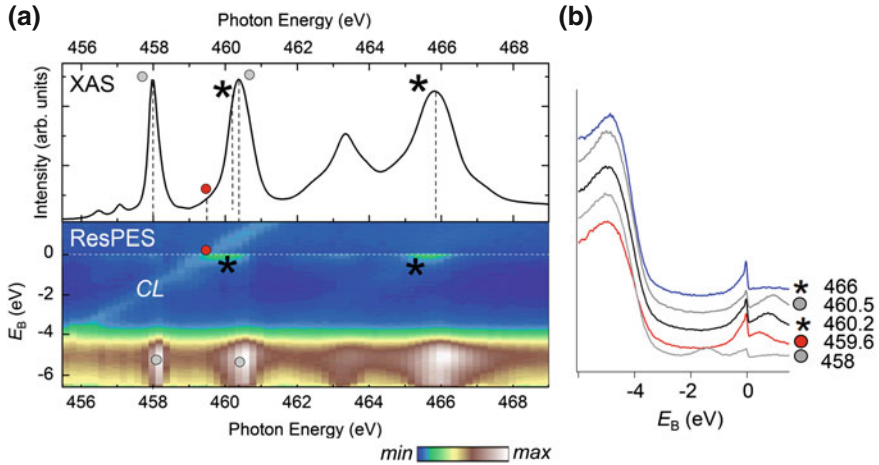 (a)
Photon Energy (eV)
456 458 460 462 464 466 468
XAS
*
*
Intensity (arb. units)
ResPES
0
-2
-4
-6
E_B (eV)
CL
*
*
456 458 460 462 464 466 468
Photon Energy (eV)
min max
(b)
* 466
460.5
* 460.2
459.6
458
-4 -2 0
E_B (eV)